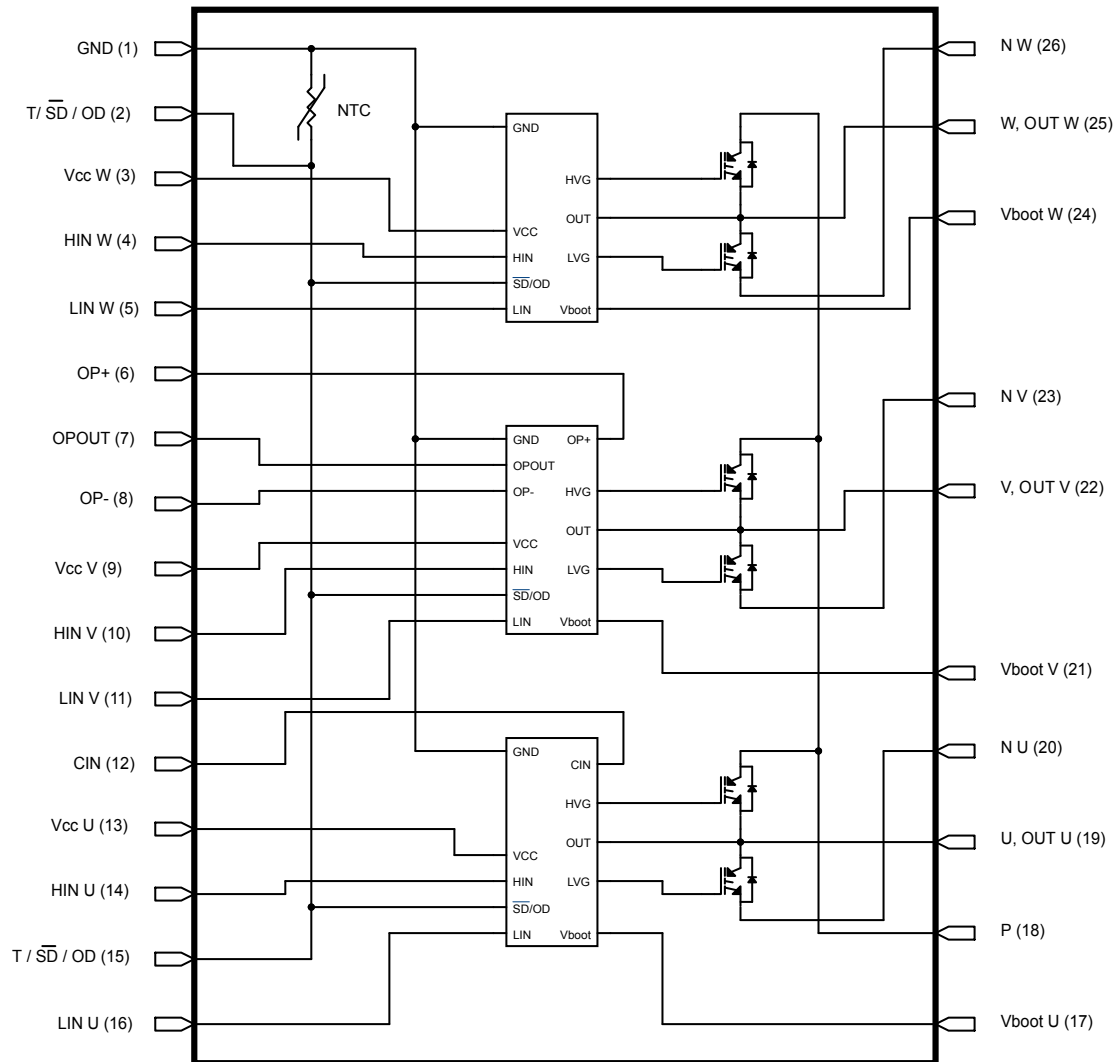 GND (1)
T/ SD / OD (2)
Vcc W (3)
HIN W (4)
LIN W (5)
OP+ (6)
OPOUT (7)
OP- (8)
Vcc V (9)
HIN V (10)
LIN V (11)
CIN (12)
Vcc U (13)
HIN U (14)
T / SD / OD (15)
LIN U (16)
NTC
GND
HVG
OUT
VCC
HIN
LVG
SD/OD
LIN
Vboot
GND
OP+
OPOUT
OP-
HVG
OUT
VCC
HIN
LVG
SD/OD
LIN
Vboot
GND
CIN
HVG
OUT
VCC
HIN
LVG
SD/OD
LIN
Vboot
N W (26)
W, OUT W (25)
Vboot W (24)
N V (23)
V, OUT V (22)
Vboot V (21)
N U (20)
U, OUT U (19)
P (18)
Vboot U (17)